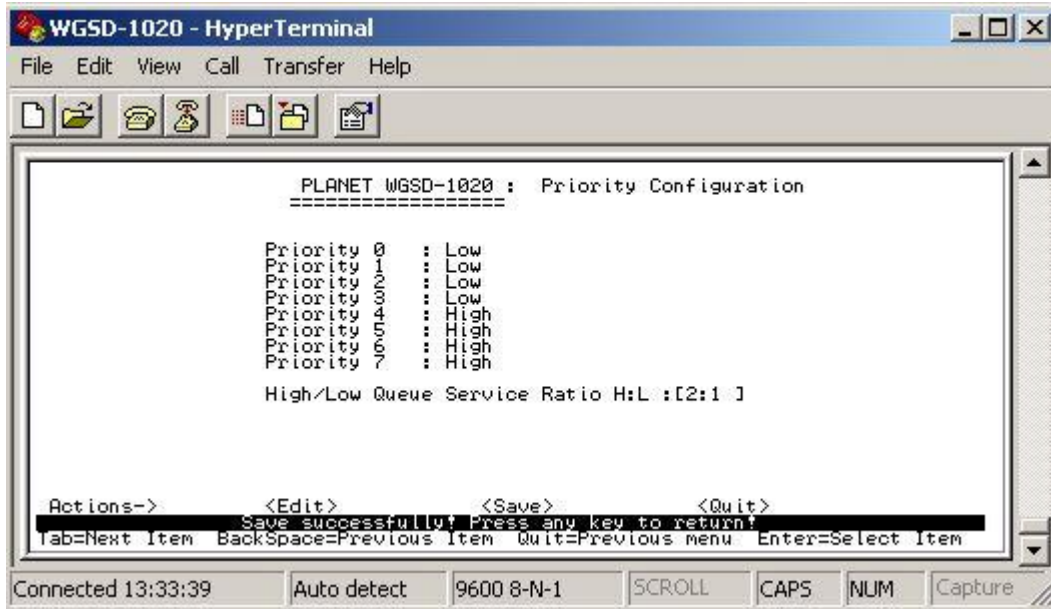 WGSD-1020 - HyperTerminal
File Edit View Call Transfer Help
PLANET WGSD-1020 : Priority Configuration
==================
Priority 0 : Low
Priority 1 : Low
Priority 2 : Low
Priority 3 : Low
Priority 4 : High
Priority 5 : High
Priority 6 : High
Priority 7 : High
High/Low Queue Service Ratio H:L :[2:1 ]
Actions-> <Edit> <Save> <Quit>
Save successfully! Press any key to return!
Tab=Next Item BackSpace=Previous Item Quit=Previous menu Enter=Select Item
Connected 13:33:39 Auto detect 9600 8-N-1 SCROLL CAPS NUM Capture